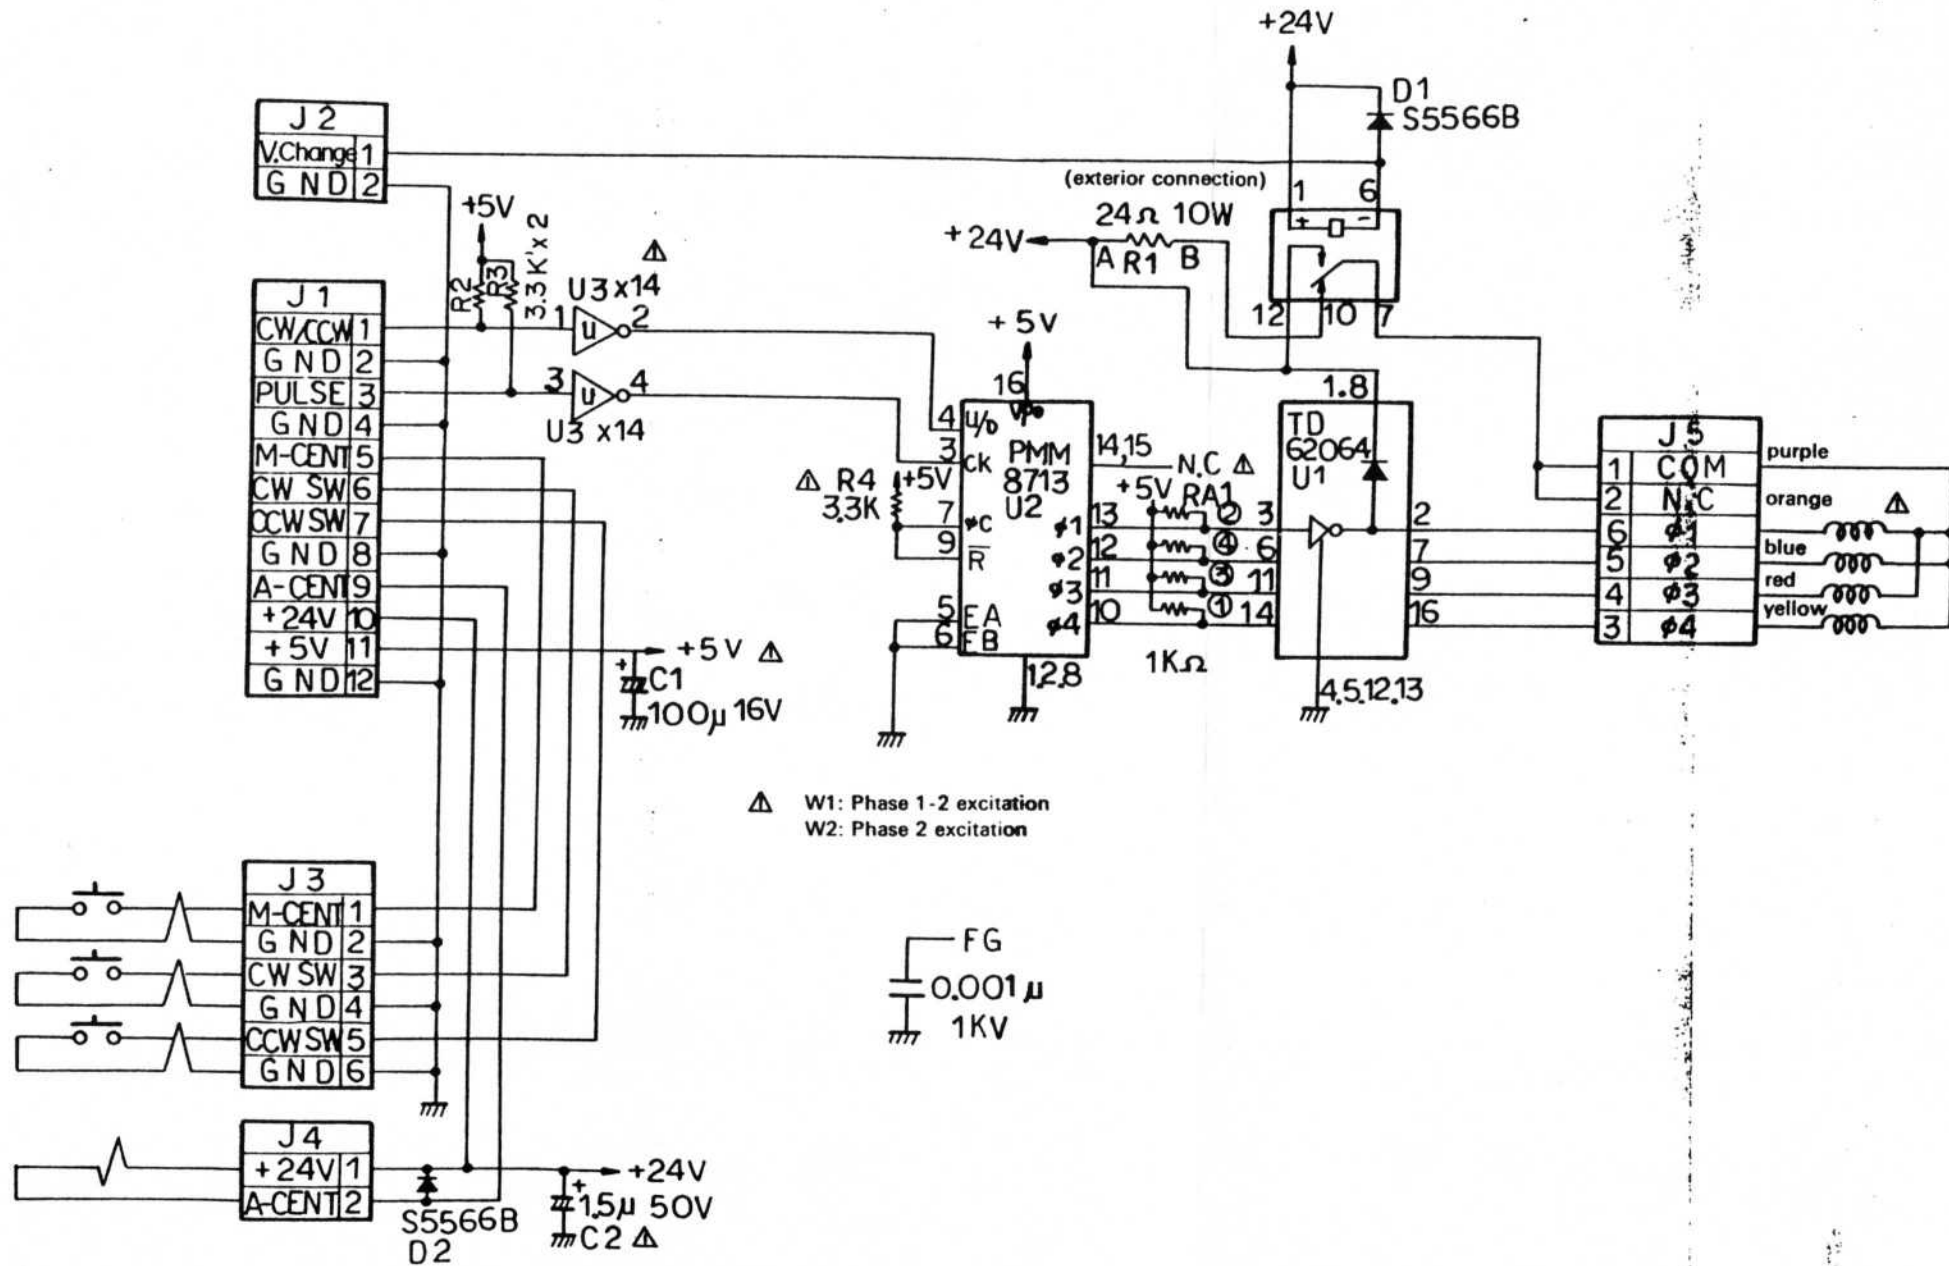 +24V
D1
S5566B
J2
V.Change 1
GND 2
(exterior connection)
1 6
24Ω 10W
+24V
A R1 B
+ -
12 10 7
+5V
R2
R3
3.3K x2
U3 x14
1 u 2
3 u 4
U3 x14
J1
CW/CCW 1
GND 2
PULSE 3
GND 4
M-CENT 5
CW SW 6
CCW SW 7
GND 8
A-CENT 9
+24V 10
+5V 11
GND 12
+5V
C1
100μ 16V
+5V
16
4 U/D
3 CK
PMM
8713
U2
R4
3.3K
+5V
7 φC
9 R
5 EA
6 EB
14,15
N.C
+5V RA1
φ1 13 ② 3
φ2 12 ④ 6
φ3 11 ③ 11
φ4 10 ① 14
1KΩ
1.2.8
1.8
TD
62064
U1
2
7
9
16
4.5.12.13
J5
1 COM purple
2 NC orange
6 φ1
5 φ2 blue
4 φ3 red
3 φ4 yellow
W1: Phase 1-2 excitation
W2: Phase 2 excitation
J3
M-CENT 1
GND 2
CW SW 3
GND 4
CCW SW 5
GND 6
FG
0.001μ
1KV
J4
+24V 1
A-CENT 2
S5566B
D2
+24V
+
1.5μ 50V
C2